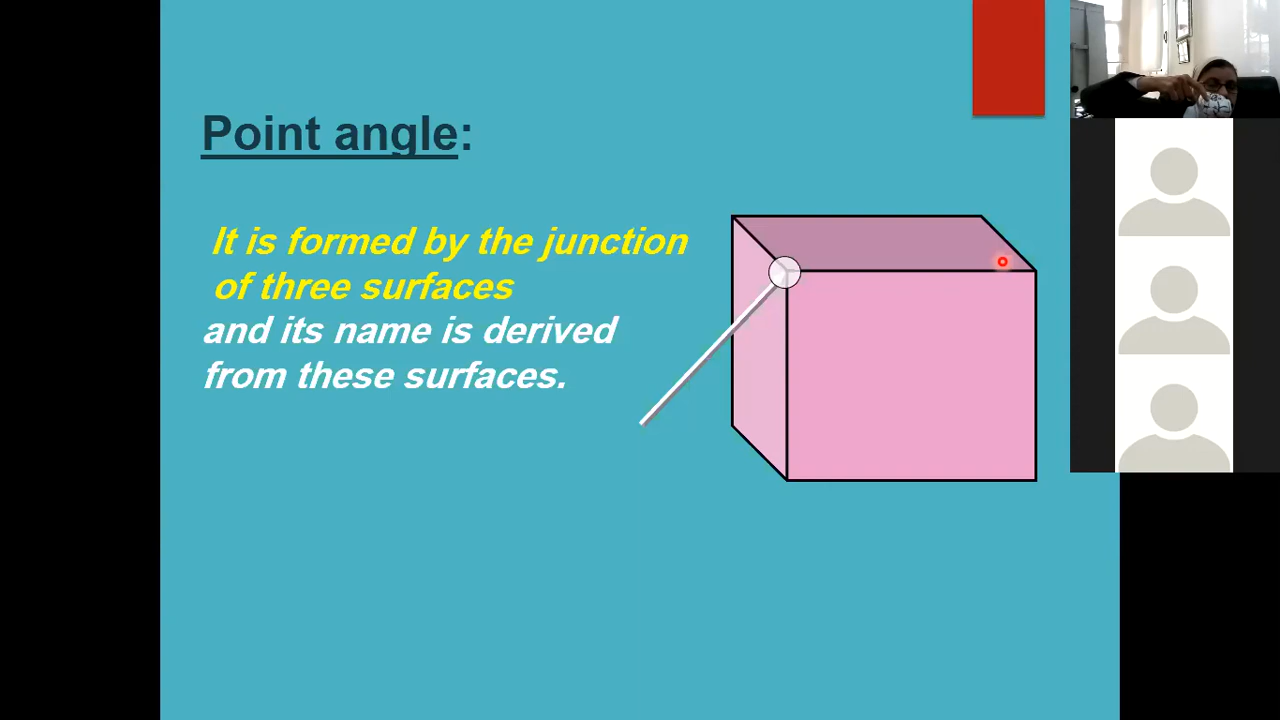 Point angle:
It is formed by the junction
of three surfaces
and its name is derived
from these surfaces.